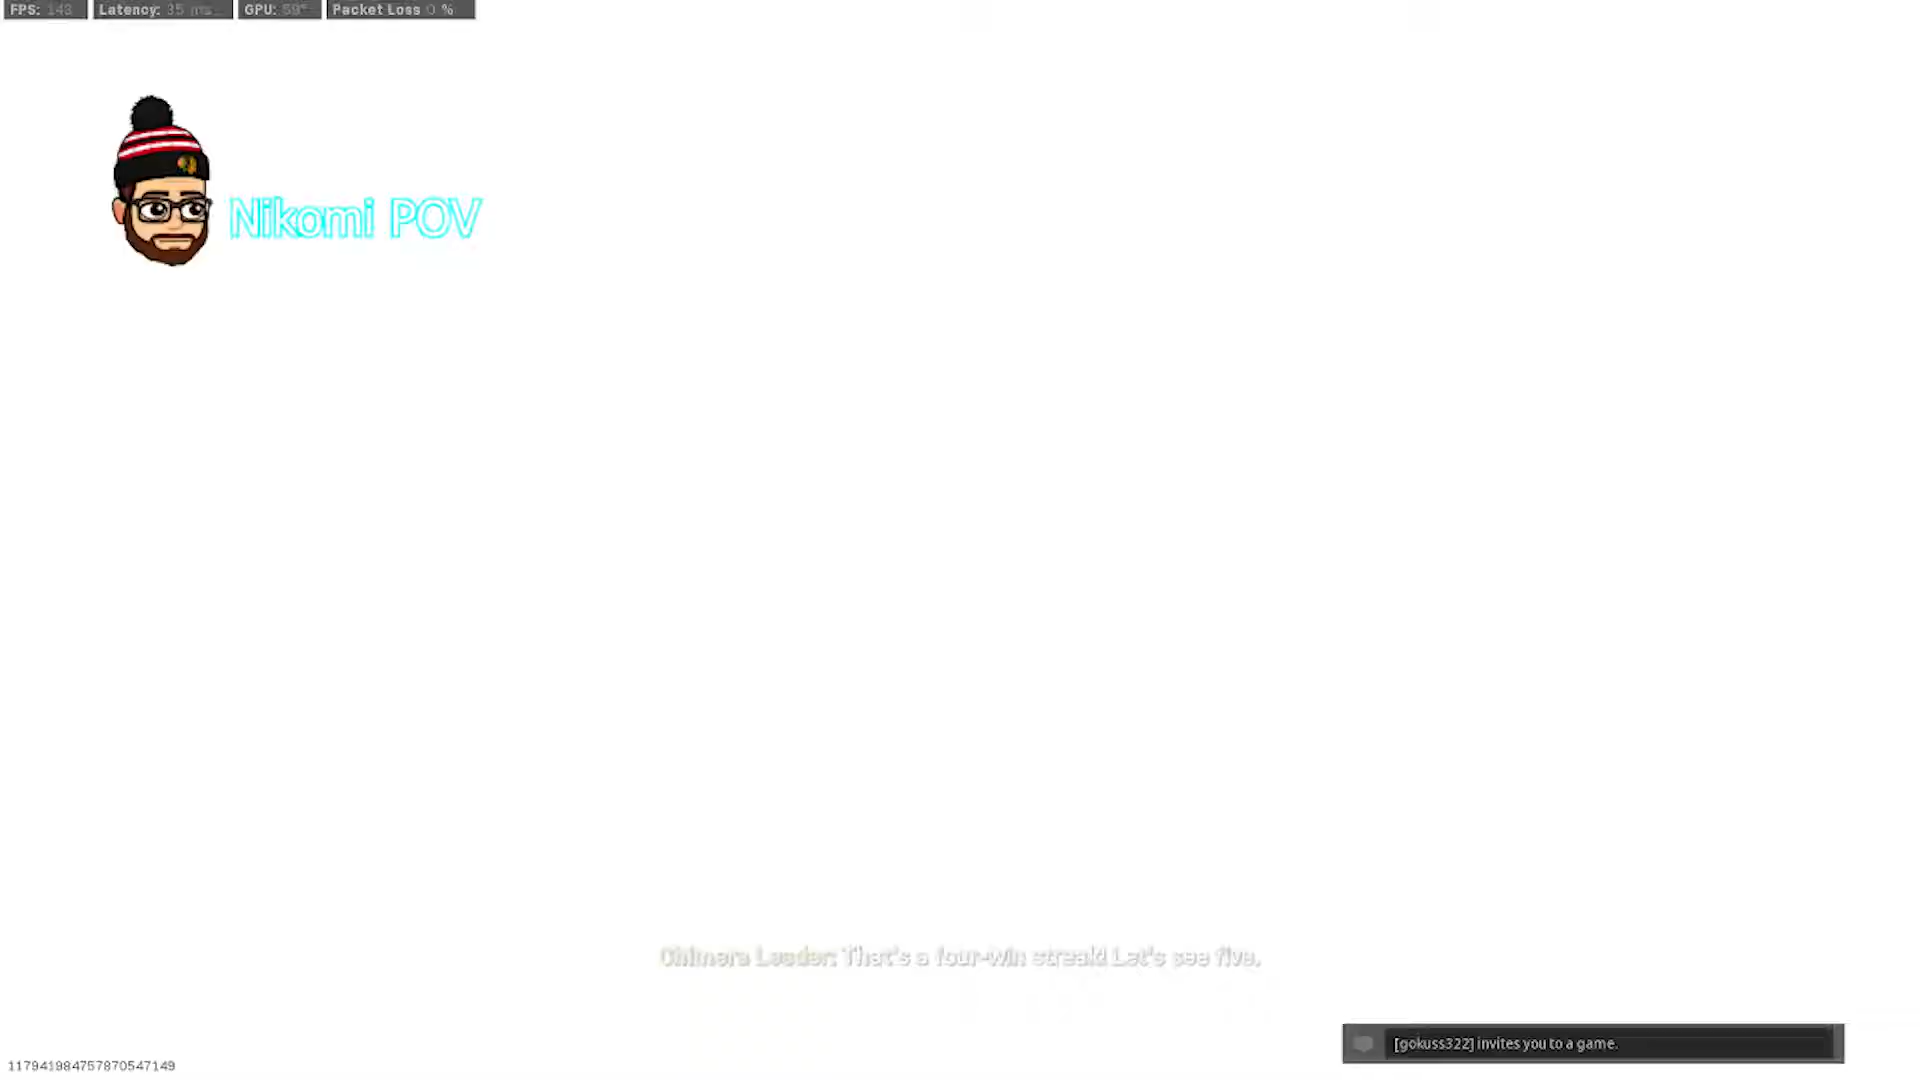 FPS: 143 Latency: 35 ms GPU: 59° Packet Loss 0 %
Nikomi POV
Chimera Leader: That's a four-win streak! Let's see five.
[gokuss322] invites you to a game.
117941984757870547149